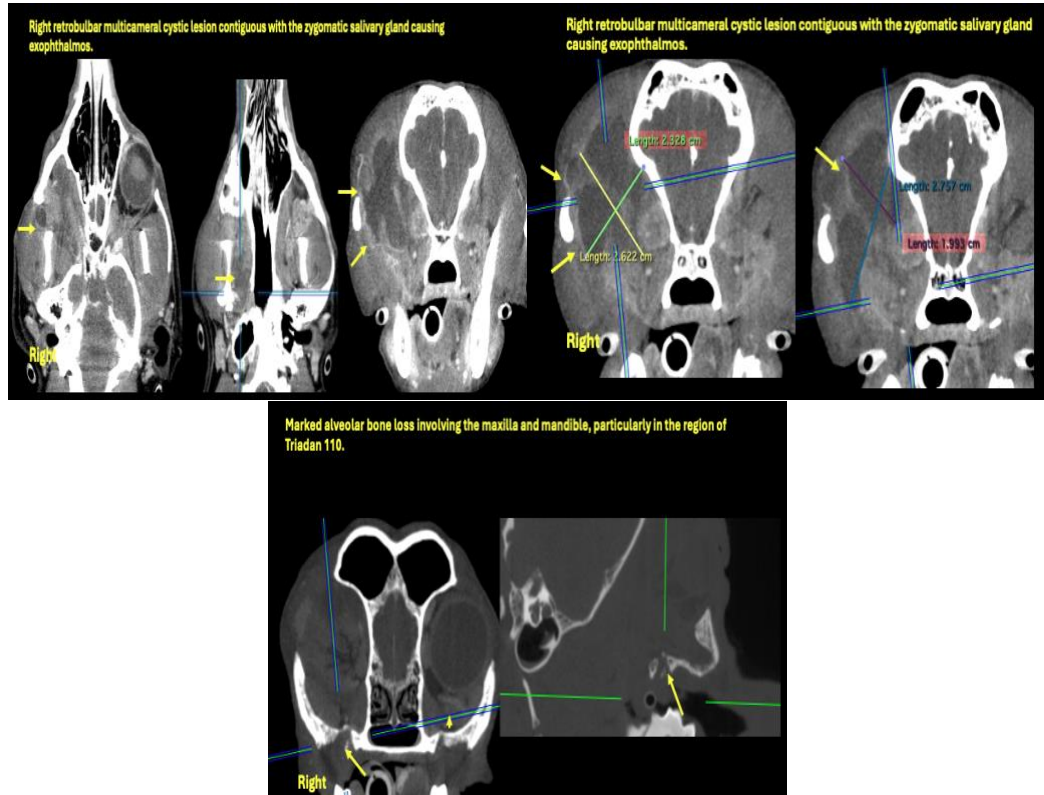 Right retrobulbar multicameral cystic lesion contiguous with the zygomatic salivary gland causing
exophthalmos.
Right retrobulbar multicameral cystic lesion contiguous with the zygomatic salivary gland
causing exophthalmos.
Length: 2.328 cm
Length: 2.757 cm
Length: 1.993 cm
Length: .622 cm
Right
Right
Marked alveolar bone loss involving the maxilla and mandible, particularly in the region of
Triadan 110.
Right